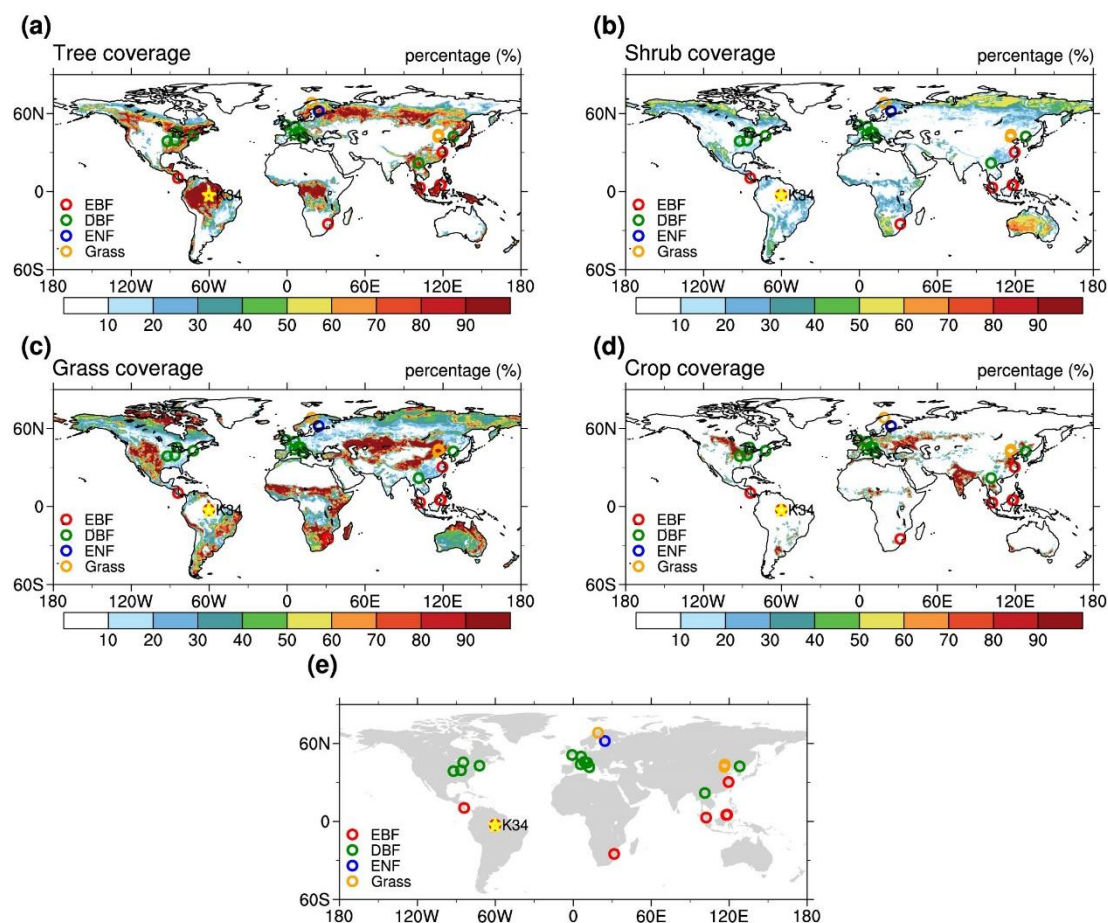 (a)
Tree coverage percentage (%)
60N
0
60S
K34
EBF
DBF
ENF
Grass
180 120W 60W 0 60E 120E 180
10 20 30 40 50 60 70 80 90
(b)
Shrub coverage percentage (%)
60N
0
60S
K34
EBF
DBF
ENF
Grass
180 120W 60W 0 60E 120E 180
10 20 30 40 50 60 70 80 90
(c)
Grass coverage percentage (%)
60N
0
60S
K34
EBF
DBF
ENF
Grass
180 120W 60W 0 60E 120E 180
10 20 30 40 50 60 70 80 90
(d)
Crop coverage percentage (%)
60N
0
60S
K34
EBF
DBF
ENF
Grass
180 120W 60W 0 60E 120E 180
10 20 30 40 50 60 70 80 90
(e)
60N
0
60S
K34
EBF
DBF
ENF
Grass
180 120W 60W 0 60E 120E 180